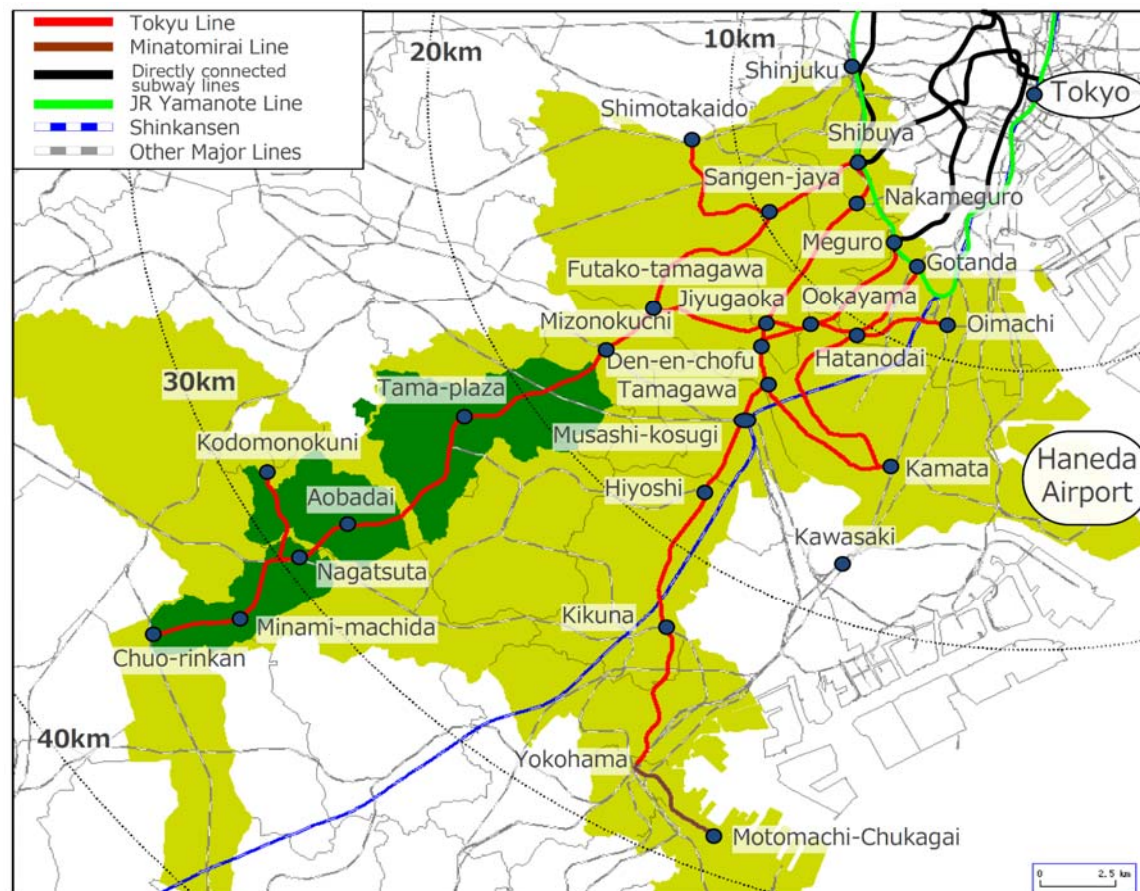 Tokyu Line
Minatomirai Line
Directly connected
subway lines
JR Yamanote Line
Shinkansen
Other Major Lines
20km
10km
Shinjuku
Tokyo
Shimotakaido
Shibuya
Sangen-jaya
Nakameguro
Meguro
Gotanda
Futako-tamagawa
Jiyugaoka
Ookayama
Mizonokuchi
Oimachi
Hatanodai
Den-en-chofu
30km
Tama-plaza
Tamagawa
Musashi-kosugi
Kodomonokuni
Kamata
Haneda
Airport
Hiyoshi
Aobadai
Kawasaki
Nagatsuta
Kikuna
Minami-machida
Chuo-rinkan
40km
Yokohama
Motomachi-Chukagai
0 2.5 km